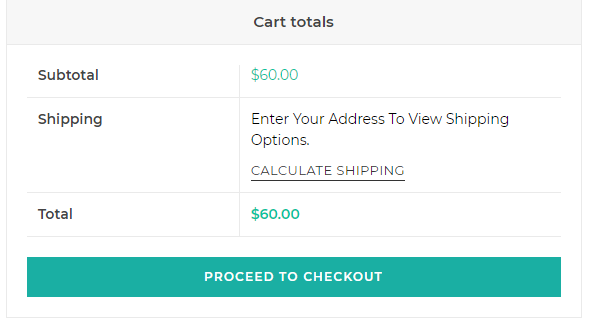 Cart totals
Subtotal $60.00
Shipping Enter Your Address To View Shipping
Options.
CALCULATE SHIPPING
Total $60.00
PROCEED TO CHECKOUT